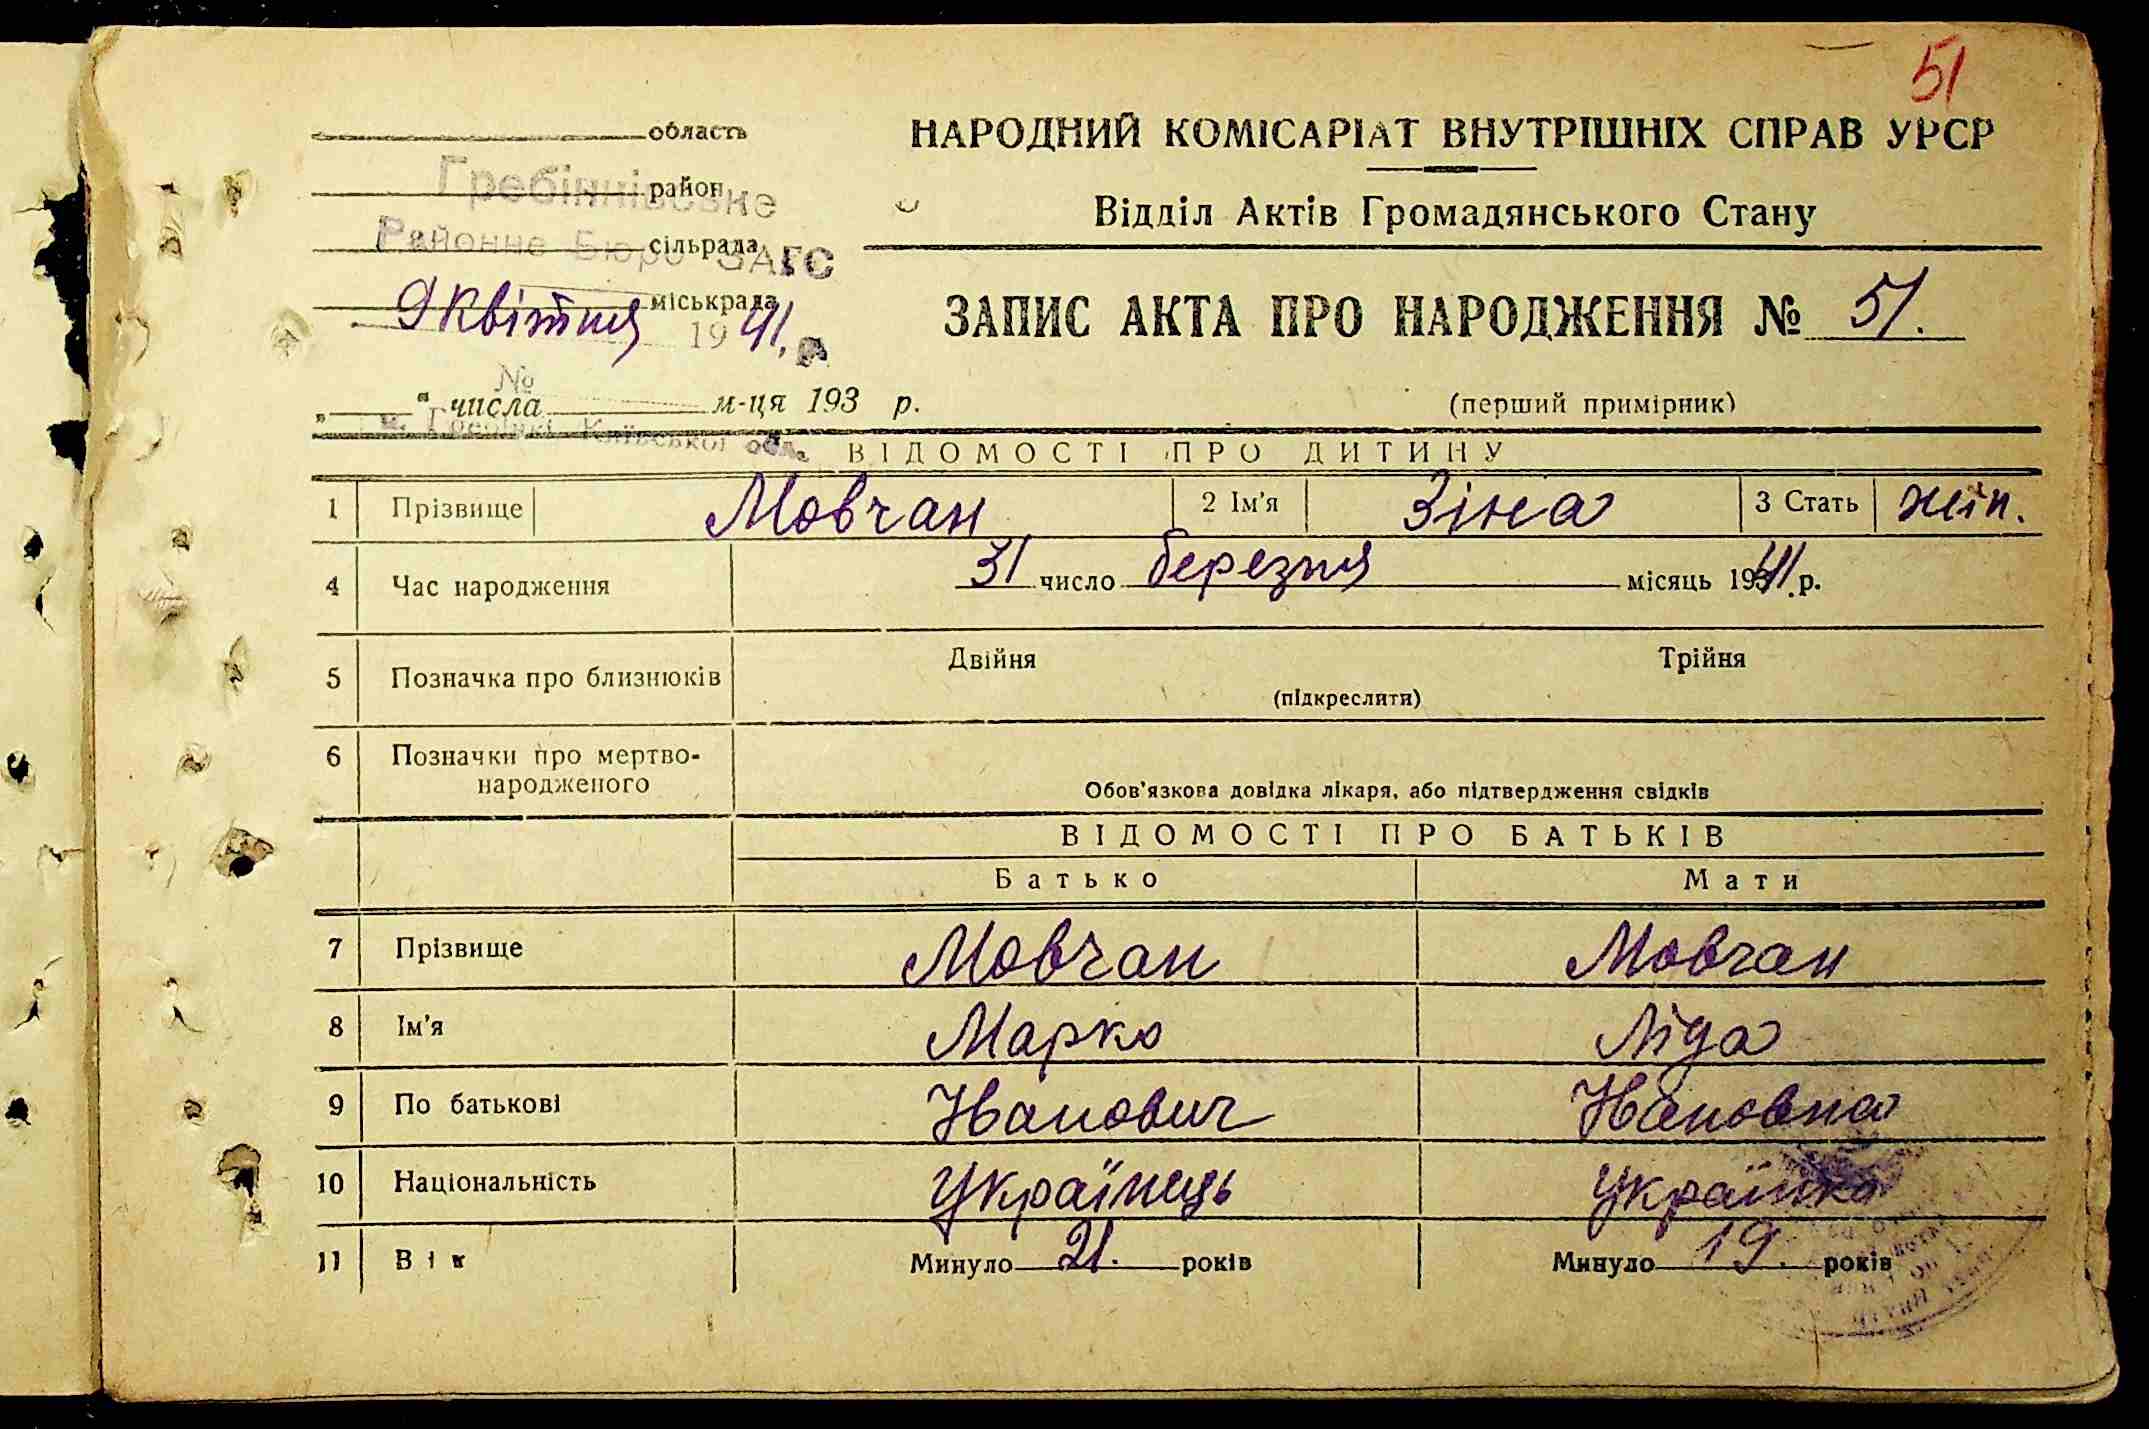 51
область
район
сільрада
міськрада
Гребінківське
Районне Бюро ЗАГС
9 Квітня 1941 р.
№
м. Гребінкі Київської обл.
„ “ числа м-ця 193 р.
НАРОДНИЙ КОМІСАРІАТ ВНУТРІШНІХ СПРАВ УРСР
Відділ Актів Громадянського Стану
ЗАПИС АКТА ПРО НАРОДЖЕННЯ № 51.
(перший примірник)
ВІДОМОСТІ ПРО ДИТИНУ
1 Прізвище Мовчан 2 Ім’я Зіна 3 Стать жін.
4 Час народження 31 число березня місяць 1941 р.
5 Позначка про близнюків Двійня Трійня
(підкреслити)
6 Позначки про мертво-
народженого
Обов’язкова довідка лікаря, або підтвердження свідків
ВІДОМОСТІ ПРО БАТЬКІВ
Батько Мати
7 Прізвище Мовчан Мовчан
8 Ім’я Марко Ліда
9 По батькові Іванович Івановна
10 Національність Українець Українка
11 Вік Минуло 21. років Минуло 19. років